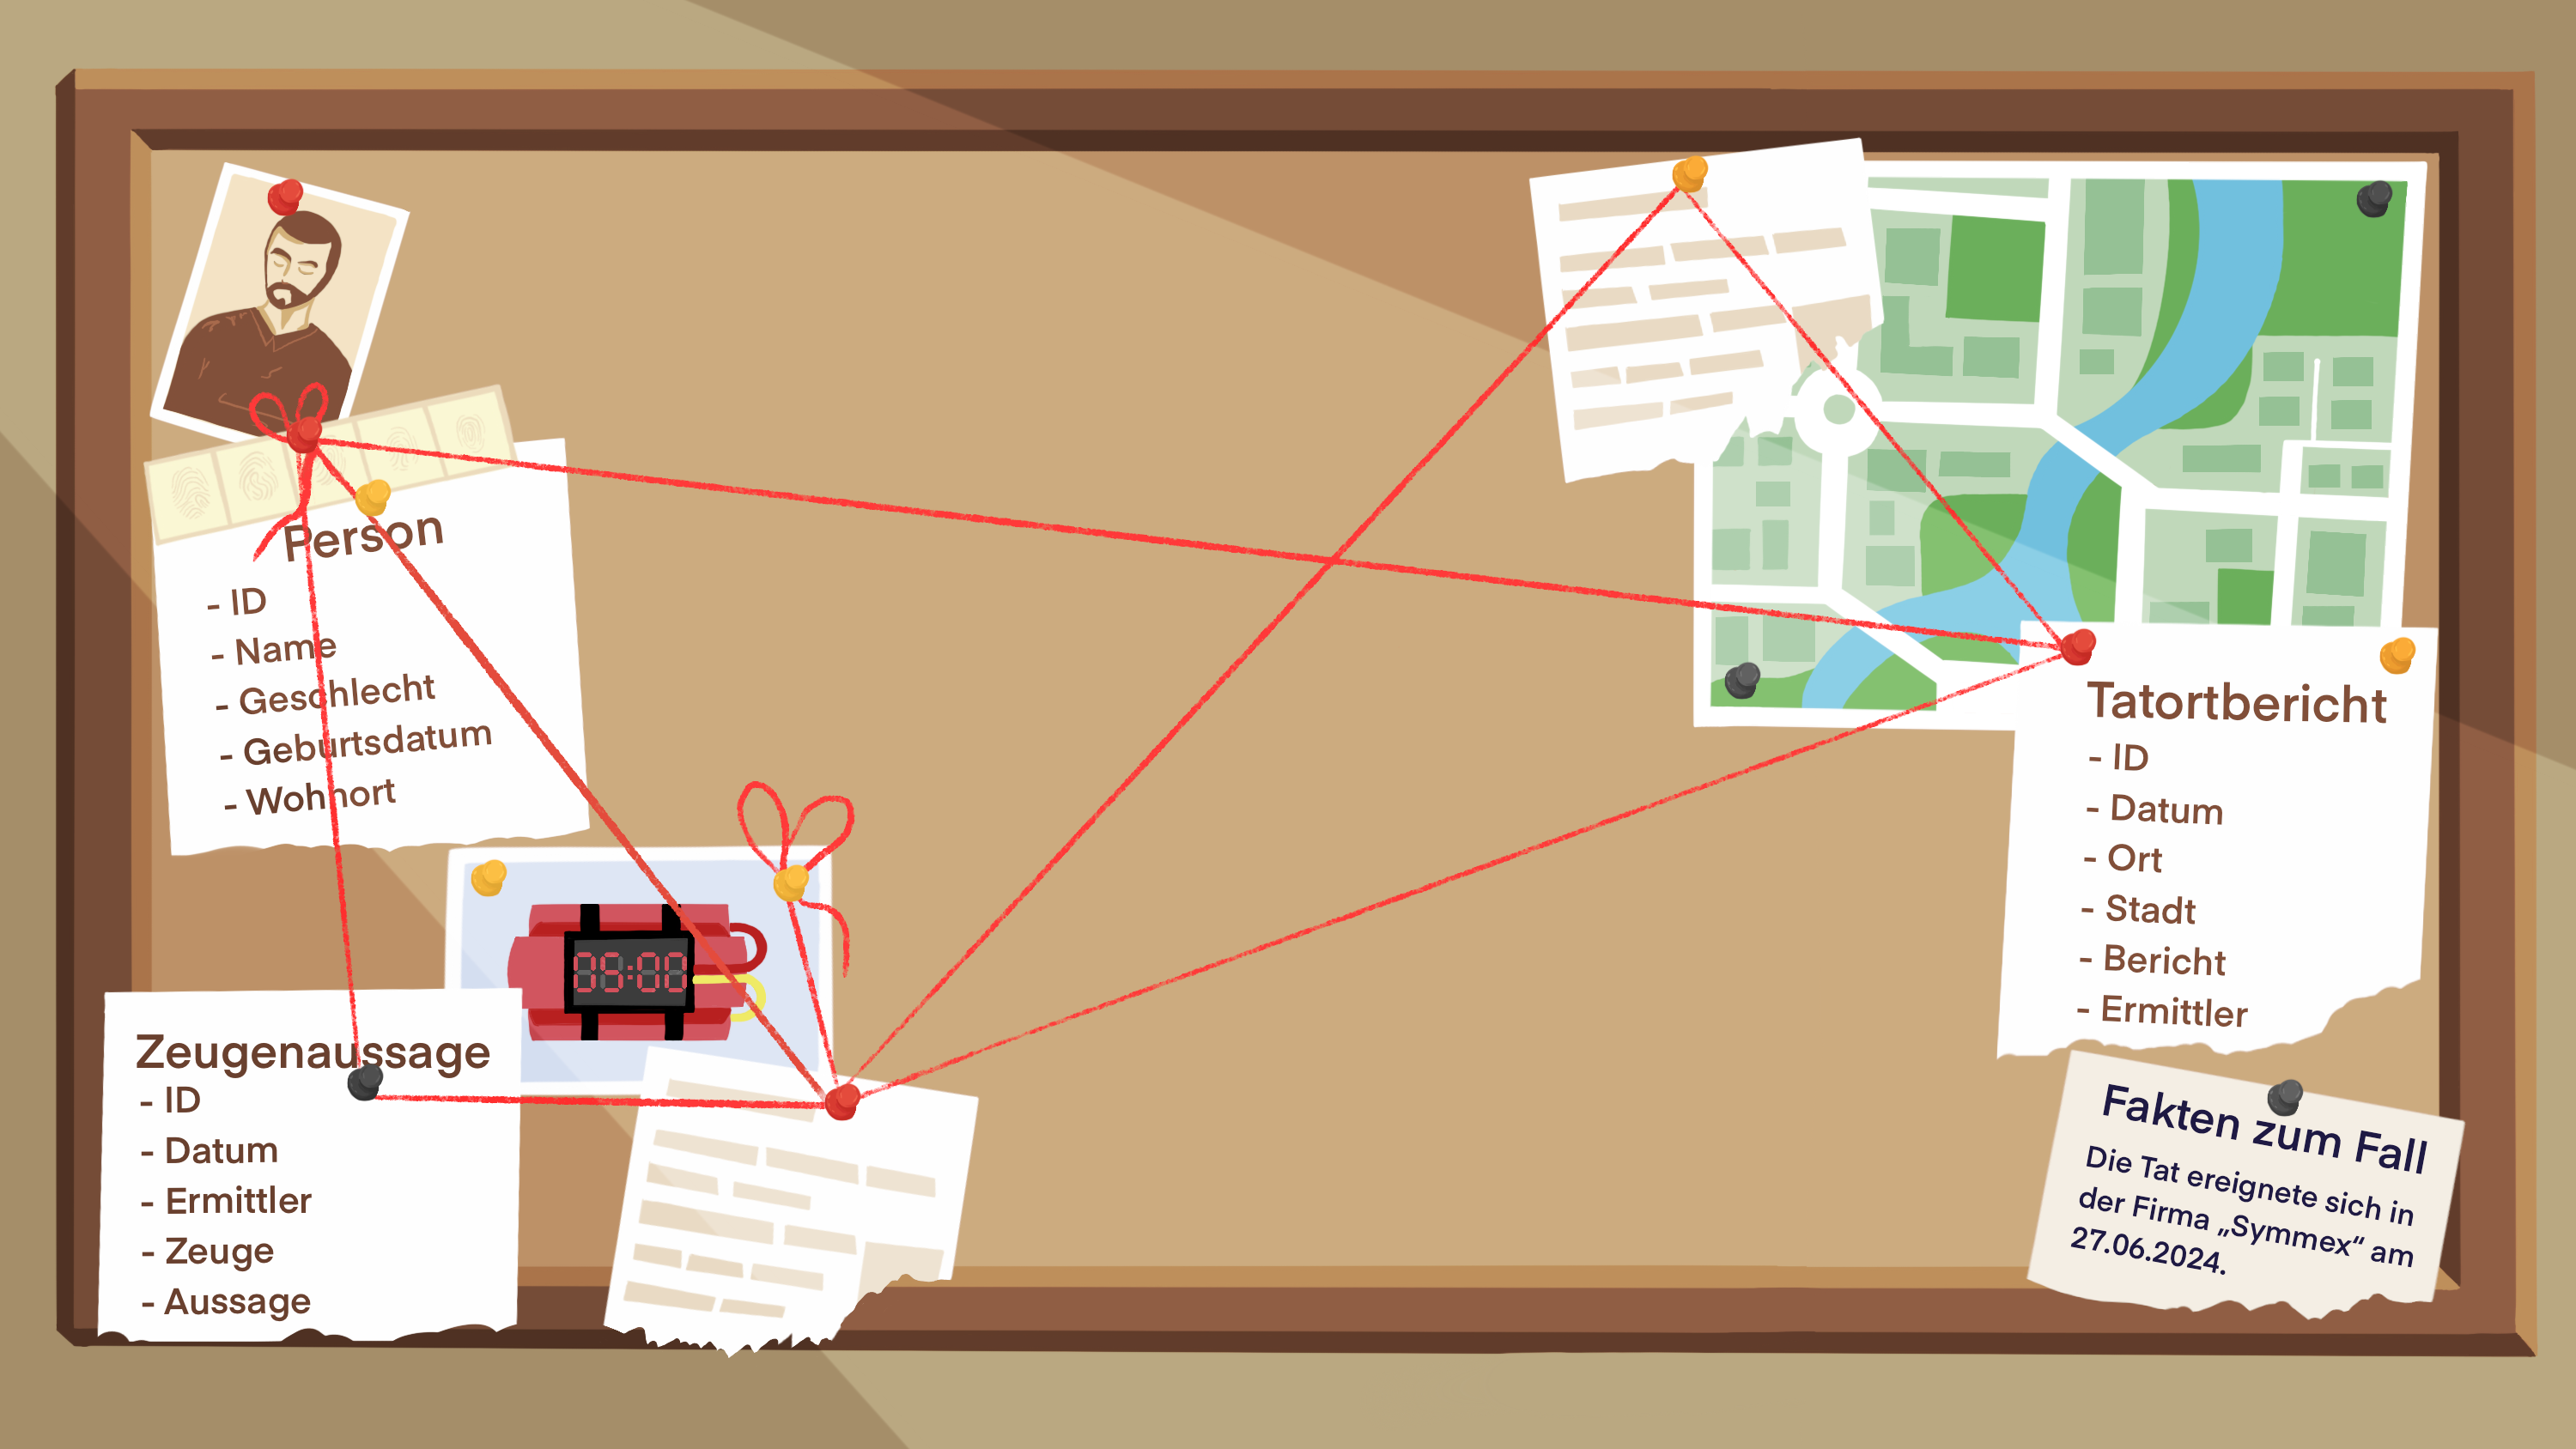 Person
- ID
- Name
- Geschlecht
- Geburtsdatum
- Wohnort
05:00
Zeugenaussage
- ID
- Datum
- Ermittler
- Zeuge
- Aussage
Tatortbericht
- ID
- Datum
- Ort
- Stadt
- Bericht
- Ermittler
Fakten zum Fall
Die Tat ereignete sich in
der Firma „Symmex“ am
27.06.2024.